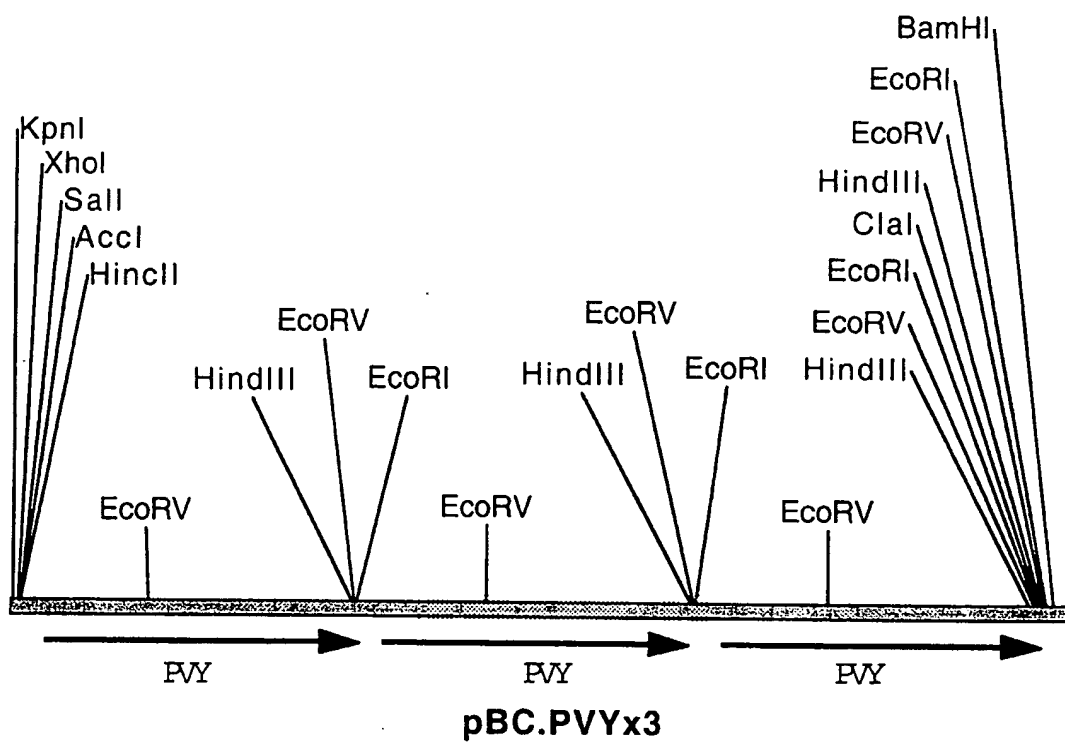 BamHI
EcoRI
KpnI
EcoRV
XhoI
HindIII
SalI
ClaI
AccI
EcoRI
HincII
EcoRV
EcoRV
EcoRV
HindIII
EcoRI
HindIII
EcoRI
HindIII
EcoRV
EcoRV
EcoRV
PVY
PVY
PVY
pBC.PVYx3